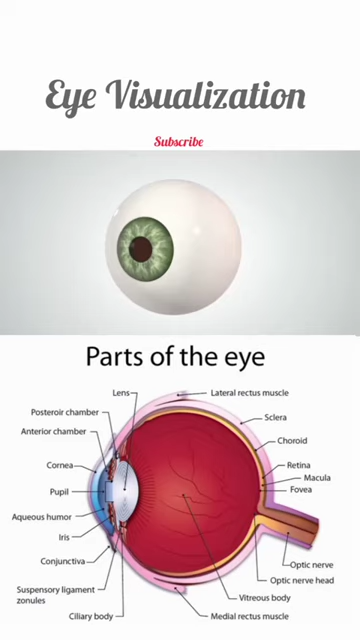 Eye Visualization
Subscribe
Parts of the eye
Lens
Lateral rectus muscle
Posteroir chamber
Sclera
Anterior chamber
Choroid
Cornea
Retina
Macula
Pupil
Fovea
Aqueous humor
Iris
Conjunctiva
Optic nerve
Optic nerve head
Suspensory ligament
zonules
Vitreous body
Ciliary body
Medial rectus muscle